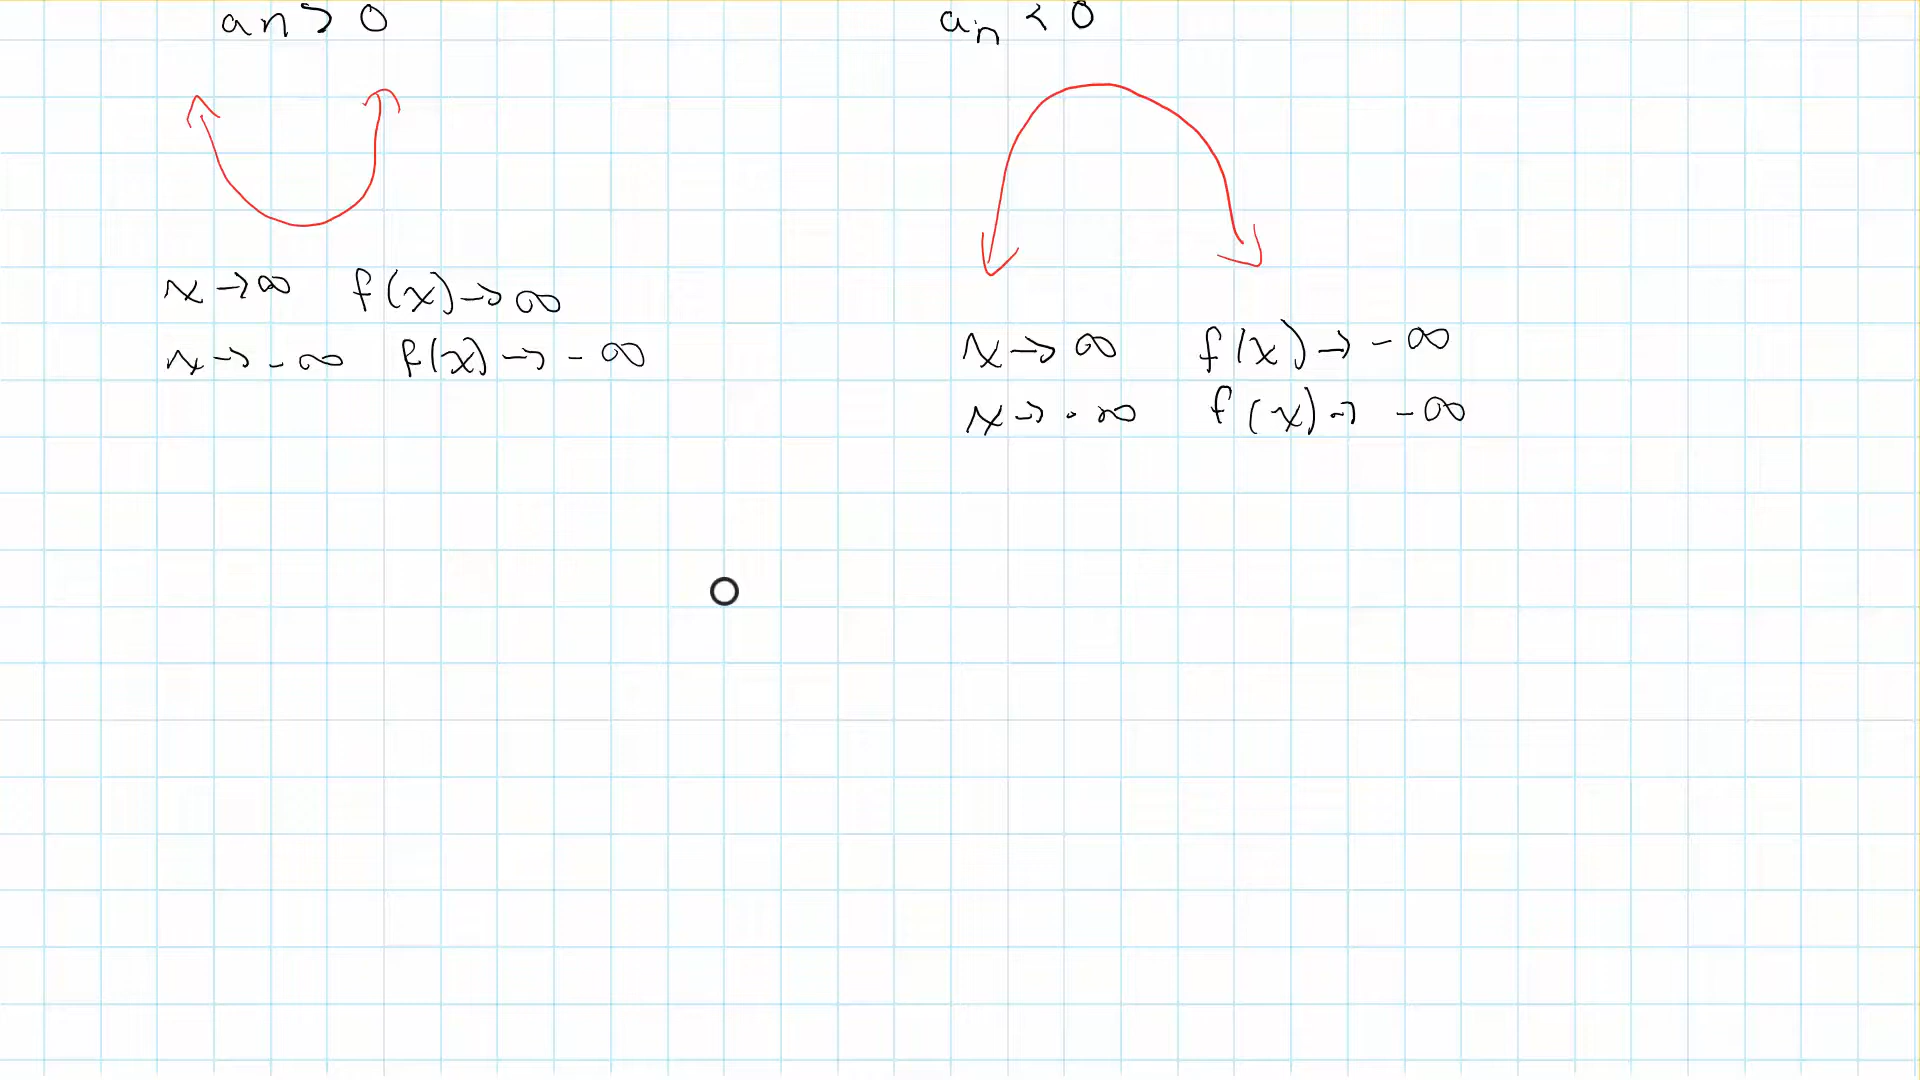 an > 0
x → ∞ f(x) → ∞
x → -∞ f(x) → -∞
aₙ < 0
x → ∞ f(x) → -∞
x → -∞ f(x) → -∞